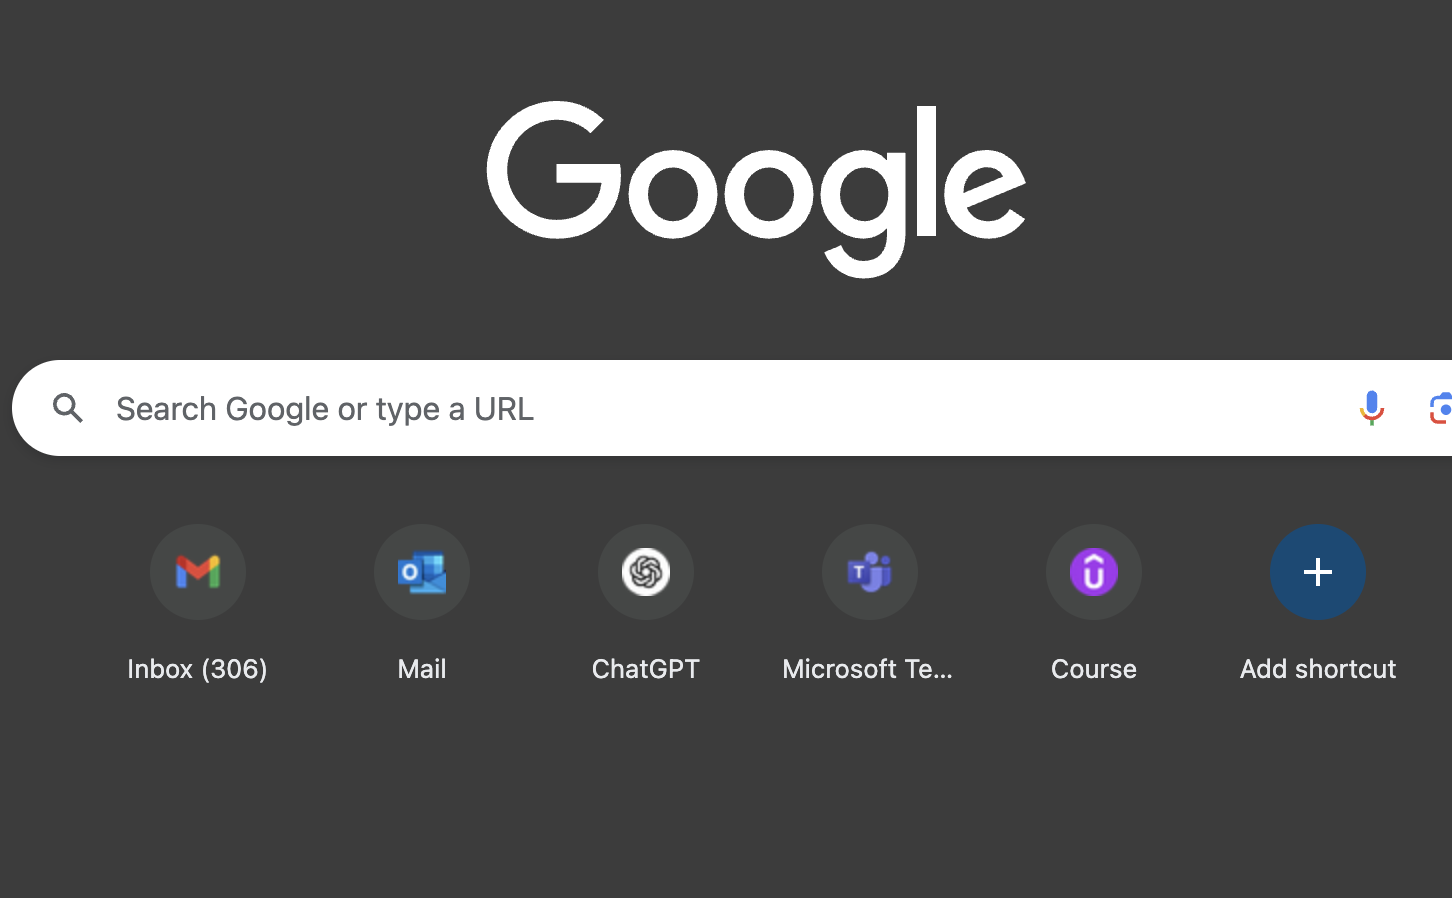 Google
Search Google or type a URL
Inbox (306)
Mail
ChatGPT
Microsoft Te...
Course
Add shortcut